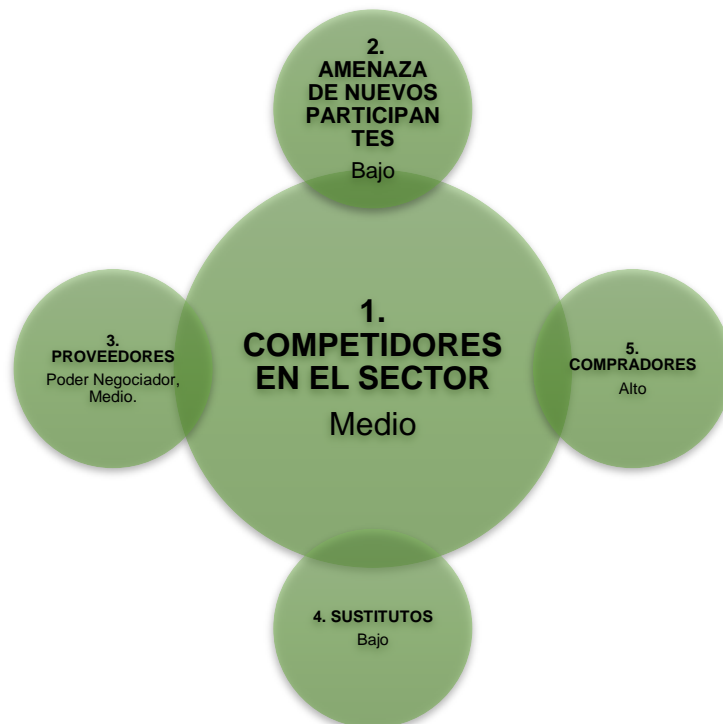 2.
AMENAZA
DE NUEVOS
PARTICIPAN
TES
Bajo
1.
COMPETIDORES
EN EL SECTOR
Medio
3.
PROVEEDORES
Poder Negociador,
Medio.
5.
COMPRADORES
Alto
4. SUSTITUTOS
Bajo